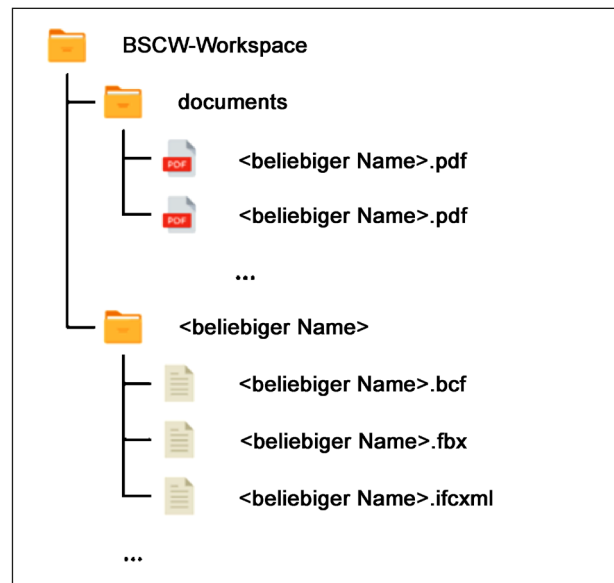 BSCW-Workspace
documents
PDF <beliebiger Name>.pdf
PDF <beliebiger Name>.pdf
...
<beliebiger Name>
<beliebiger Name>.bcf
<beliebiger Name>.fbx
<beliebiger Name>.ifcxml
...